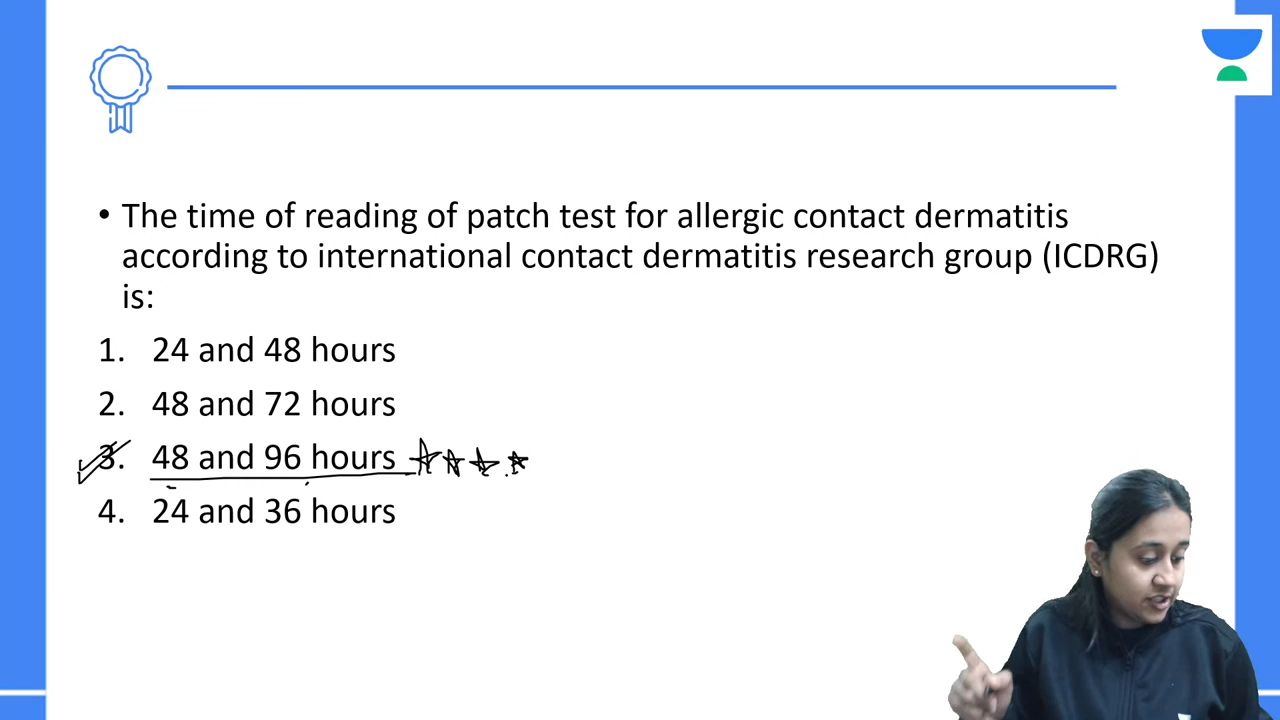 • The time of reading of patch test for allergic contact dermatitis
according to international contact dermatitis research group (ICDRG)
is:
1. 24 and 48 hours
2. 48 and 72 hours
3. 48 and 96 hours
4. 24 and 36 hours